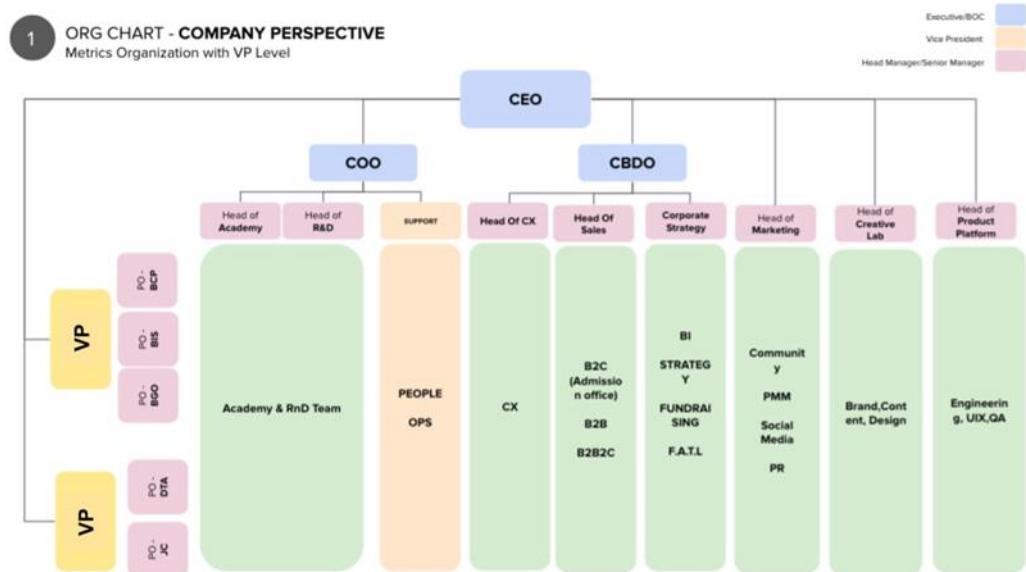 1
ORG CHART - COMPANY PERSPECTIVE
Metrics Organization with VP Level
Executive/BOC
Vice President
Head Manager/Senior Manager
CEO
COO
CBDO
Head of
Academy
Head of
R&D
SUPPORT
Head Of CX
Head Of
Sales
Corporate
Strategy
Head of
Marketing
Head of
Creative
Lab
Head of
Product
Platform
VP
PO -
BCP
PO -
BIS
PO -
BGO
VP
PO -
DTA
PO -
JC
Academy & RnD Team
PEOPLE
OPS
CX
B2C
(Admissio
n office)
B2B
B2B2C
BI
STRATEG
Y
FUNDRAI
SING
F.A.T.L
Communit
y
PMM
Social
Media
PR
Brand,Cont
ent, Design
Engineerin
g, UIX,QA